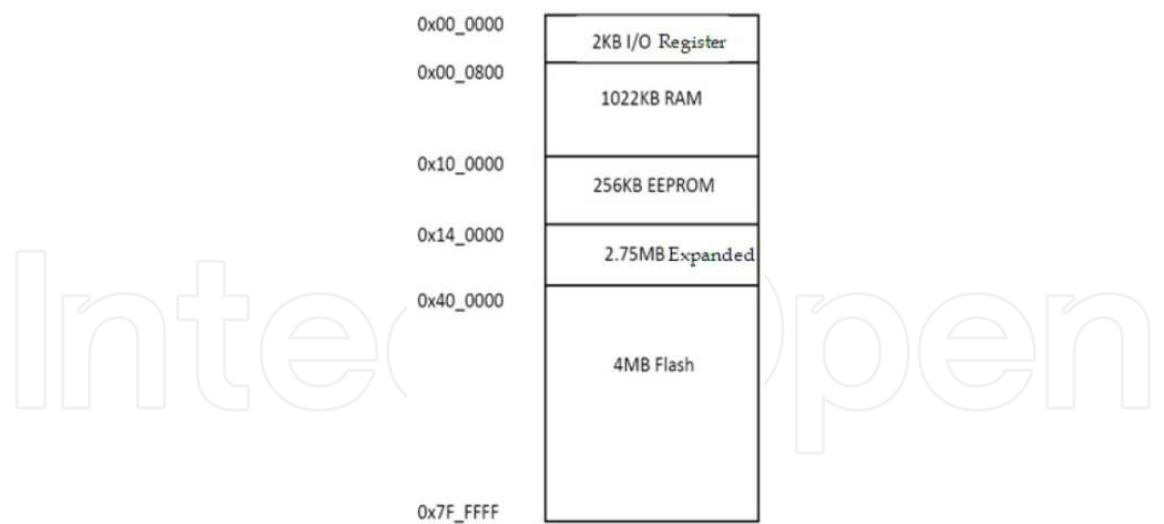 0x00_0000
2KB I/O Register
0x00_0800
1022KB RAM
0x10_0000
256KB EEPROM
0x14_0000
2.75MB Expanded
0x40_0000
4MB Flash
0x7F_FFFF